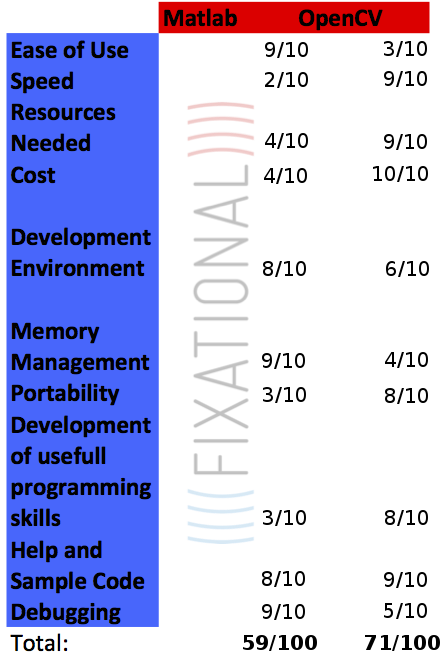 Matlab OpenCV
Ease of Use 9/10 3/10
Speed 2/10 9/10
Resources
Needed 4/10 9/10
Cost 4/10 10/10
Development
Environment 8/10 6/10
Memory
Management 9/10 4/10
Portability 3/10 8/10
Development
of usefull
programming
skills 3/10 8/10
Help and
Sample Code 8/10 9/10
Debugging 9/10 5/10
Total: 59/100 71/100
FIXATIONAL